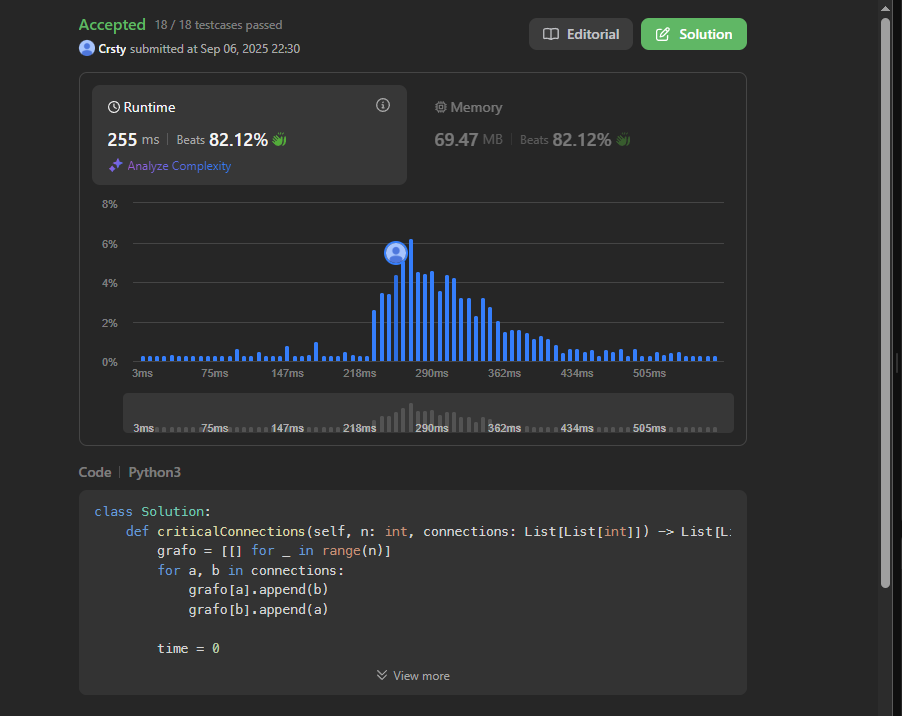 Accepted 18 / 18 testcases passed
Crsty submitted at Sep 06, 2025 22:30
Editorial
Solution
Runtime
255 ms | Beats 82.12%
Analyze Complexity
Memory
69.47 MB | Beats 82.12%
8%
6%
4%
2%
0%
3ms 75ms 147ms 218ms 290ms 362ms 434ms 505ms
3ms 75ms 147ms 218ms 290ms 362ms 434ms 505ms
Code | Python3
class Solution:
    def criticalConnections(self, n: int, connections: List[List[int]]) -> List[Li
        grafo = [[] for _ in range(n)]
        for a, b in connections:
            grafo[a].append(b)
            grafo[b].append(a)
        time = 0
View more